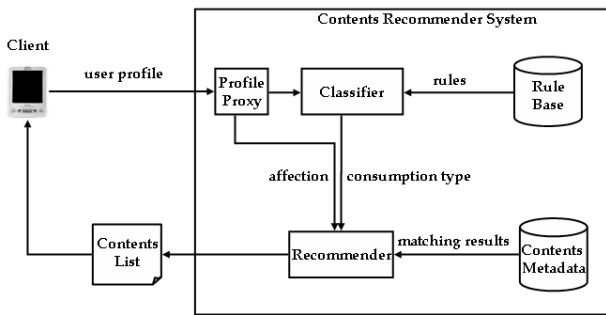 Contents Recommender System
Client
user profile
Profile
Proxy
Classifier
rules
Rule
Base
affection
consumption type
Contents
List
Recommender
matching results
Contents
Metadata